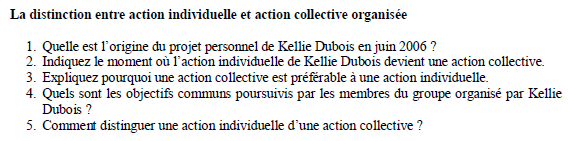 La distinction entre action individuelle et action collective organisée
1. Quelle est l'origine du projet personnel de Kellie Dubois en juin 2006 ?
2. Indiquez le moment où l'action individuelle de Kellie Dubois devient une action collective.
3. Expliquez pourquoi une action collective est préférable à une action individuelle.
4. Quels sont les objectifs communs poursuivis par les membres du groupe organisé par Kellie
Dubois ?
5. Comment distinguer une action individuelle d'une action collective ?